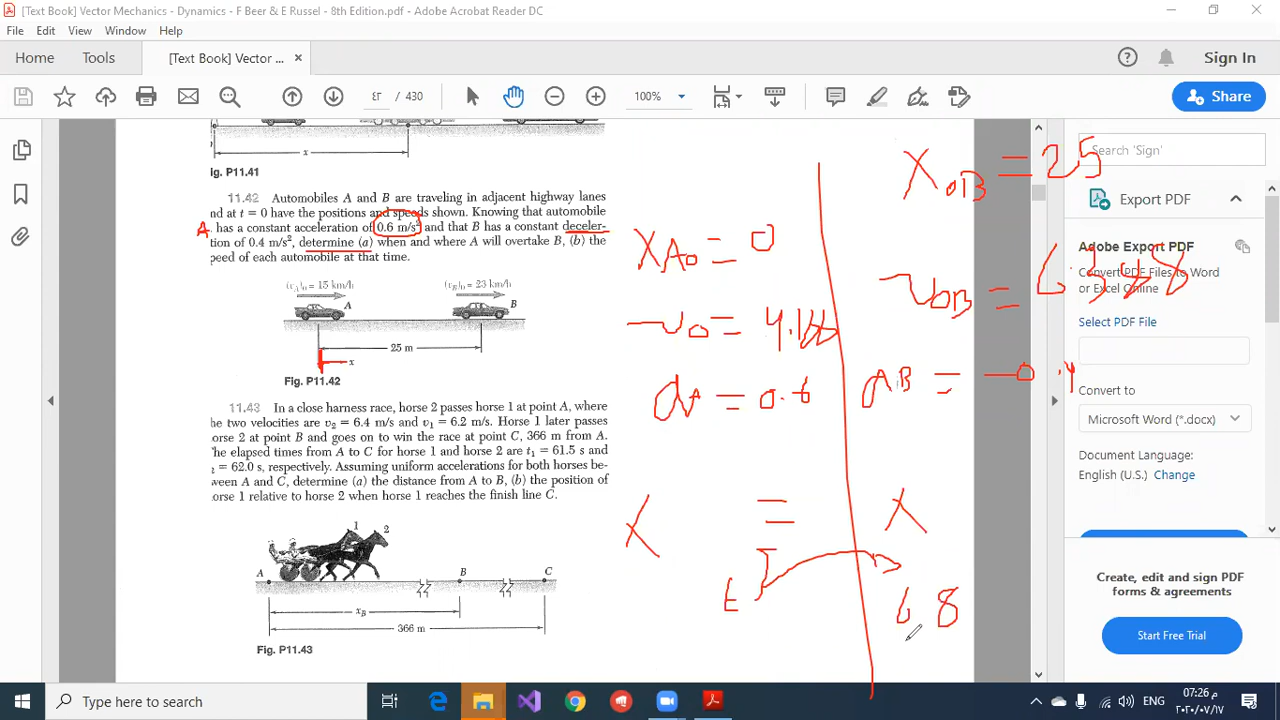 [Text Book] Vector Mechanics - Dynamics - F Beer & E Russel - 8th Edition.pdf - Adobe Acrobat Reader DC
File Edit View Window Help
Home Tools [Text Book] Vector ... × Sign In
٤٣ / 430 100% Share
x
ig. P11.41
11.42 Automobiles A and B are traveling in adjacent highway lanes
nd at t = 0 have the positions and speeds shown. Knowing that automobile
A has a constant acceleration of 0.6 m/s², and that B has a constant deceler-
tion of 0.4 m/s², determine (a) when and where A will overtake B, (b) the
peed of each automobile at that time.
(vA)0 = 15 km/h (vB)0 = 23 km/h
A B
25 m
x
Fig. P11.42
11.43 In a close harness race, horse 2 passes horse 1 at point A, where
he two velocities are v2 = 6.4 m/s and v1 = 6.2 m/s. Horse 1 later passes
orse 2 at point B and goes on to win the race at point C, 366 m from A.
he elapsed times from A to C for horse 1 and horse 2 are t1 = 61.5 s and
2 = 62.0 s, respectively. Assuming uniform accelerations for both horses be-
ween A and C, determine (a) the distance from A to B, (b) the position of
orse 1 relative to horse 2 when horse 1 reaches the finish line C.
1 2
A B C
xB
366 m
Fig. P11.43
XA0 = 0
v0 = 4.166
aA = 0.6
X = X
t
XOB = 25
vOB = 6.388
aB = -0.4
68
Search 'Sign'
Export PDF
Adobe Export PDF
Convert PDF Files to Word
or Excel Online
Select PDF File
Convert to
Microsoft Word (*.docx)
Document Language:
English (U.S.) Change
Create, edit and sign PDF
forms & agreements
Start Free Trial
Type here to search
ENG
07:26 م
٢٠٢٠/٠٧/١٧